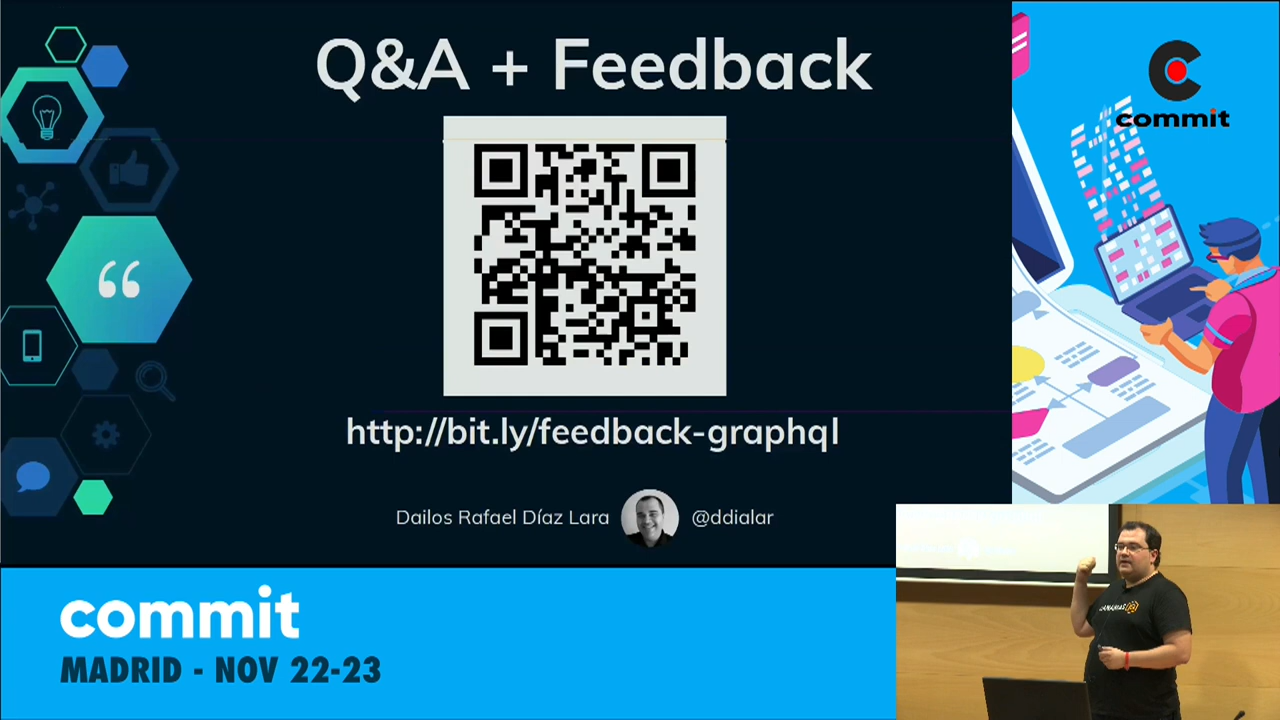 Q&A + Feedback
http://bit.ly/feedback-graphql
Dailos Rafael Díaz Lara
@ddialar
commit
commit
MADRID - NOV 22-23